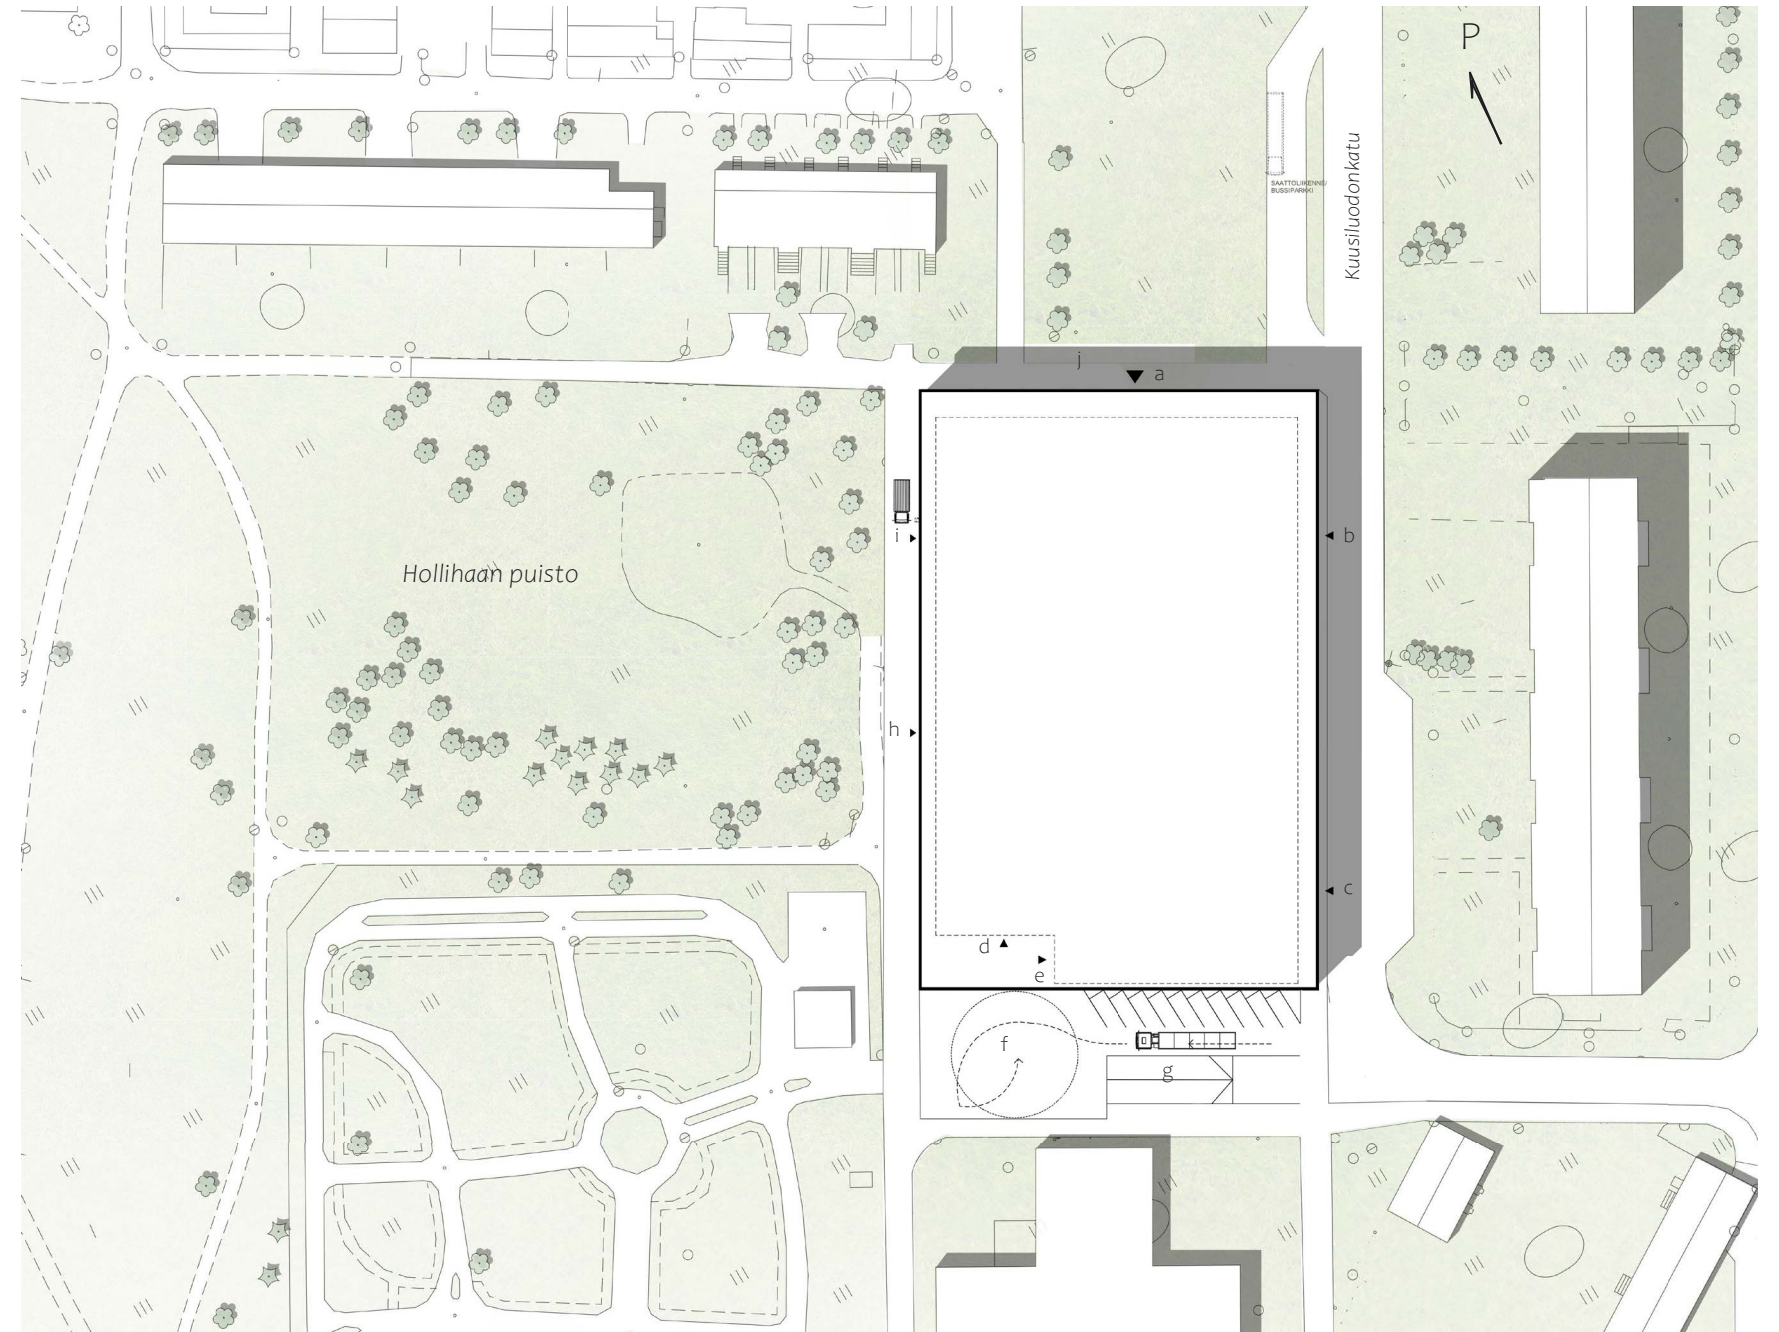 P
Kuusiluodonkatu
SAATTOLIIKENNE/
BUSSIPARKKI
j
a
i
b
Hollihaan puisto
h
c
d
e
f
g